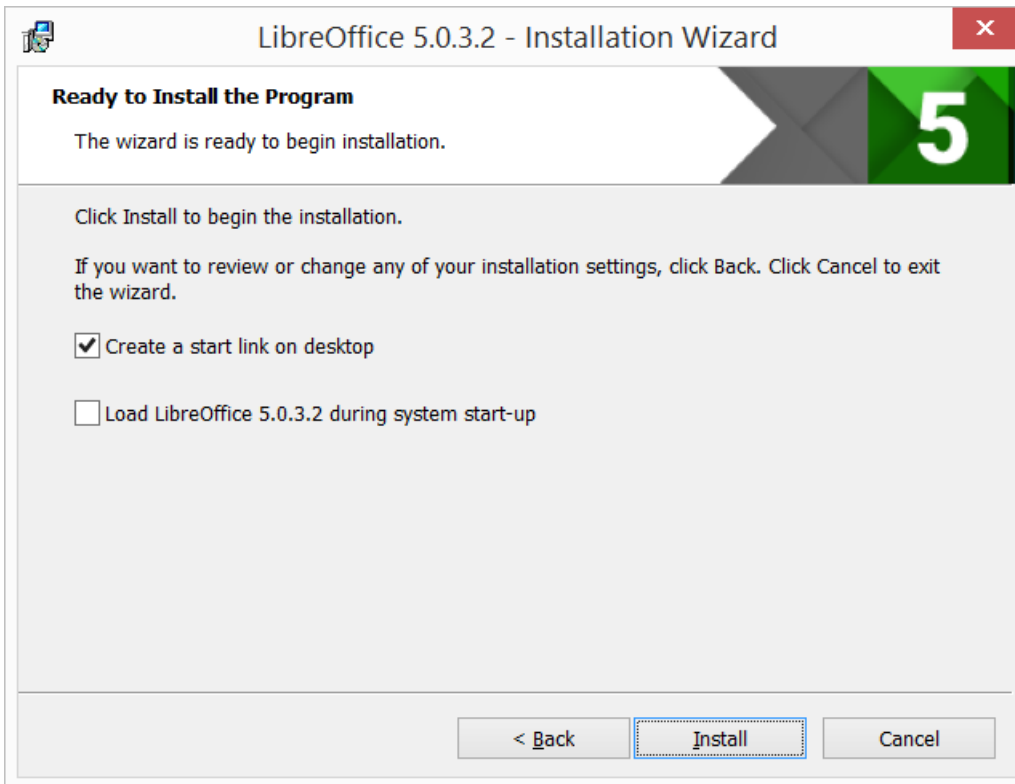 LibreOffice 5.0.3.2 - Installation Wizard
Ready to Install the Program
The wizard is ready to begin installation.
5
Click Install to begin the installation.
If you want to review or change any of your installation settings, click Back. Click Cancel to exit
the wizard.
Create a start link on desktop
Load LibreOffice 5.0.3.2 during system start-up
< Back
Install
Cancel